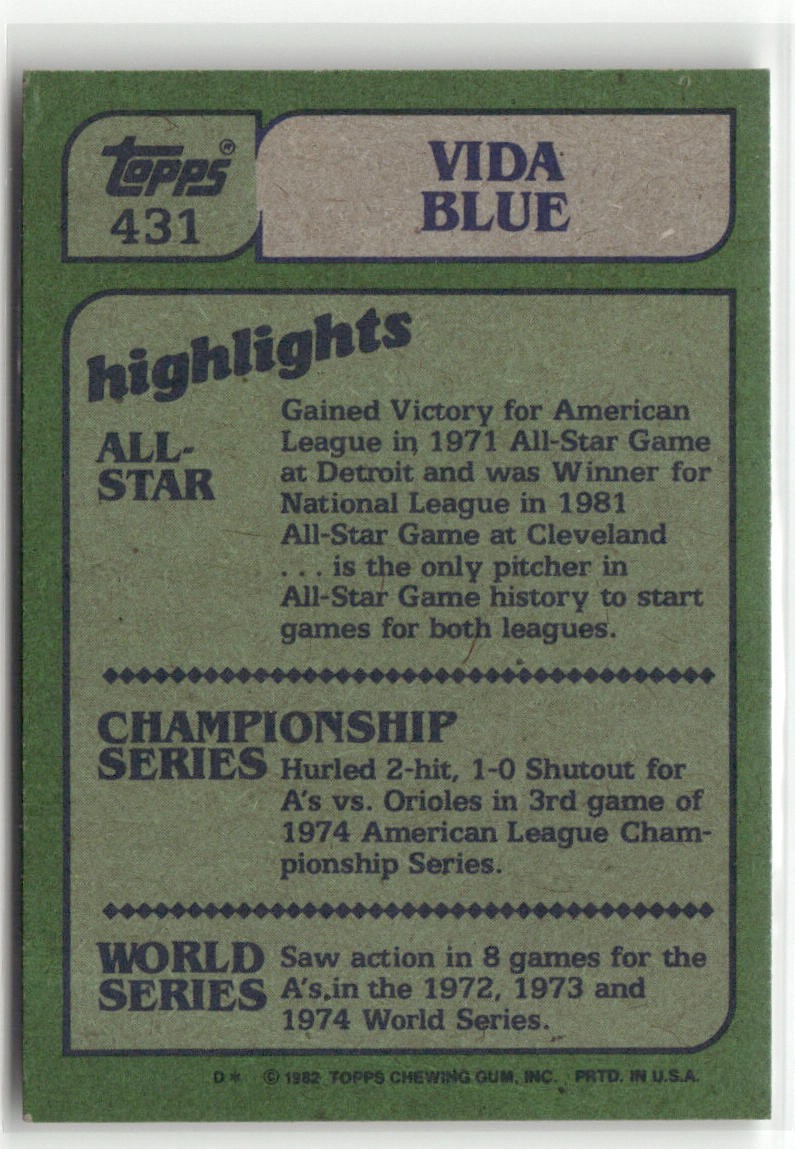 Topps®
431
VIDA
BLUE
highlights
ALL-
STAR
Gained Victory for American
League in 1971 All-Star Game
at Detroit and was Winner for
National League in 1981
All-Star Game at Cleveland
. . . is the only pitcher in
All-Star Game history to start
games for both leagues.
CHAMPIONSHIP
SERIES
Hurled 2-hit, 1-0 Shutout for
A's vs. Orioles in 3rd game of
1974 American League Cham-
pionship Series.
WORLD
SERIES
Saw action in 8 games for the
A's in the 1972, 1973 and
1974 World Series.
D* © 1982 TOPPS CHEWING GUM, INC. PRTD. IN U.S.A.